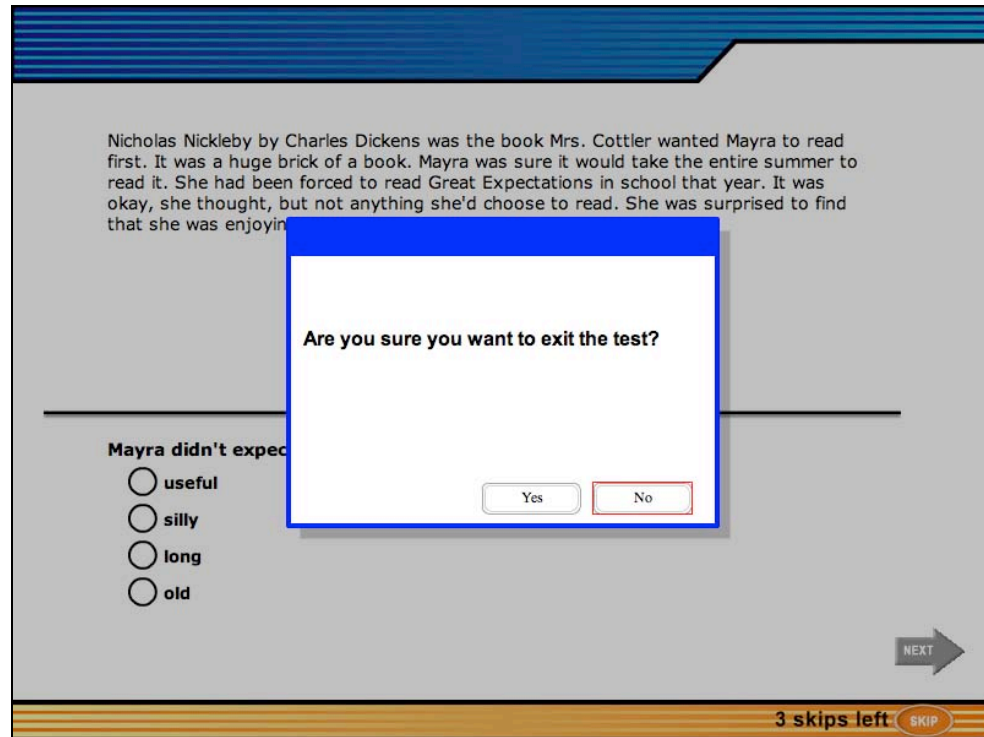 Nicholas Nickleby by Charles Dickens was the book Mrs. Cottler wanted Mayra to read
first. It was a huge brick of a book. Mayra was sure it would take the entire summer to
read it. She had been forced to read Great Expectations in school that year. It was
okay, she thought, but not anything she'd choose to read. She was surprised to find
that she was
Are you sure you want to exit the test?
Yes No
Mayra didn't
useful
silly
long
old
NEXT
3 skips left SKIP